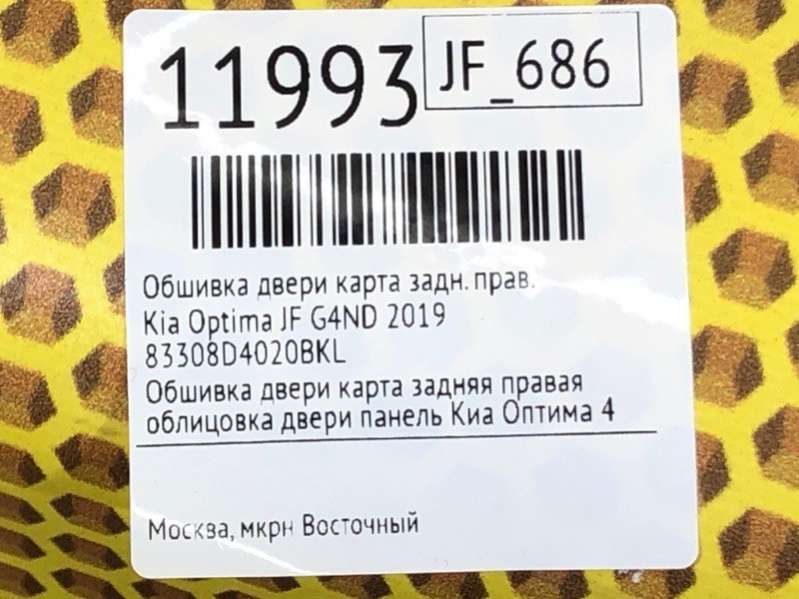 11993
JF_686
Обшивка двери карта задн. прав.
Kia Optima JF G4ND 2019
83308D4020BKL
Обшивка двери карта задняя правая
облицовка двери панель Киа Оптима 4
Москва, мкрн Восточный